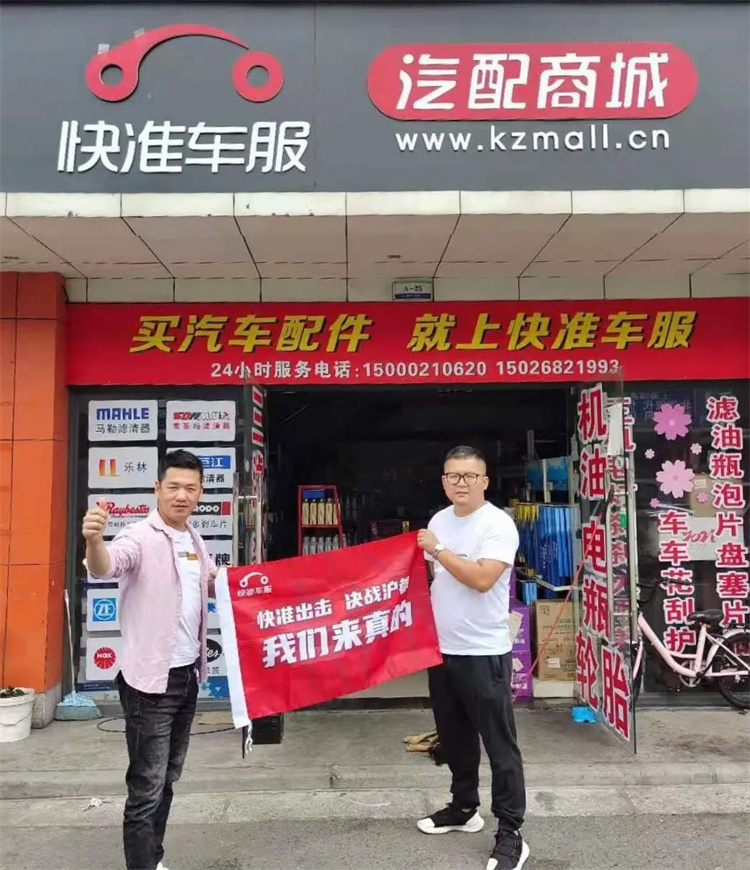 快准车服
汽配商城
www.kzmall.cn
A-25
买汽车配件 就上快准车服
24小时服务电话:15000210620 15026821993
MAHLE
马勒滤清器
乐林
Raybestos
ZE
NGK
快准车服
快准出击 决战沪都
我们来真的
机油电瓶轮胎
滤油瓶泡片盘塞片
车车花刮护